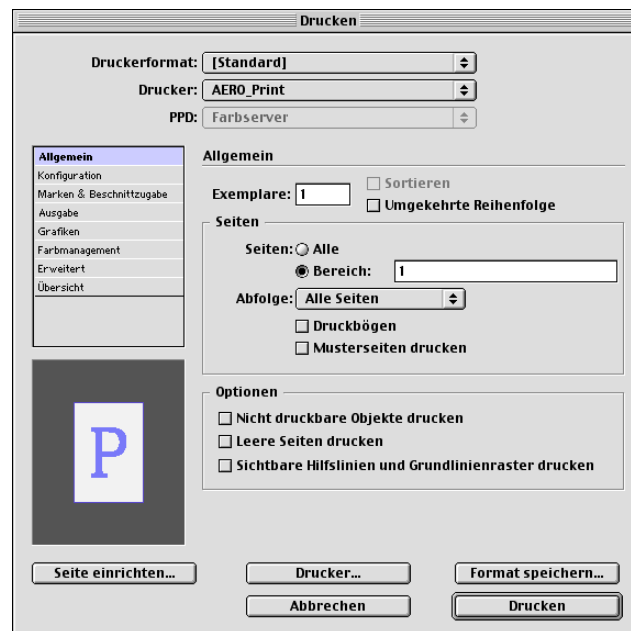 Drucken
Druckerformat: [Standard]
Drucker: AERO_Print
PPD: Farbserver
Allgemein
Konfiguration
Marken & Beschnittzugabe
Ausgabe
Grafiken
Farbmanagement
Erweitert
Übersicht
Allgemein
Exemplare: 1
Sortieren
Umgekehrte Reihenfolge
Seiten
Seiten: Alle
Bereich: 1
Abfolge: Alle Seiten
Druckbögen
Musterseiten drucken
Optionen
Nicht druckbare Objekte drucken
Leere Seiten drucken
Sichtbare Hilfslinien und Grundlinienraster drucken
P
Seite einrichten...
Drucker...
Format speichern...
Abbrechen
Drucken